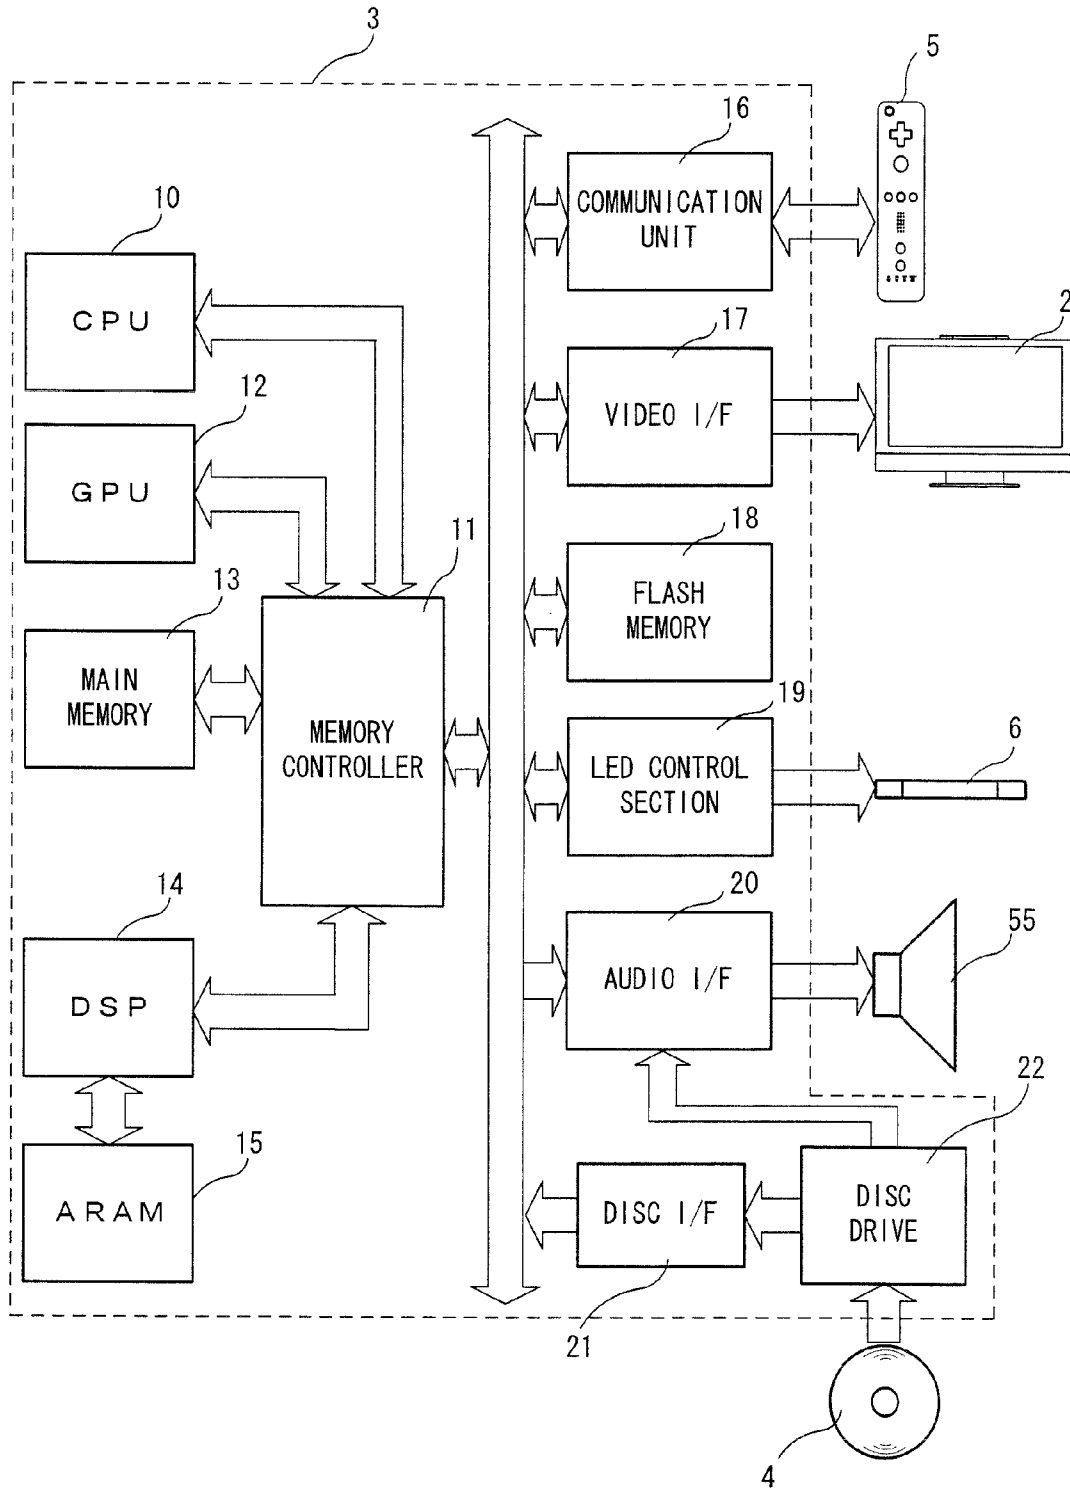 3
5
16
COMMUNICATION
UNIT
10
CPU
17
VIDEO I/F
2
12
GPU
18
FLASH
MEMORY
11
13
MAIN
MEMORY
MEMORY
CONTROLLER
19
LED CONTROL
SECTION
6
14
DSP
20
AUDIO I/F
55
22
15
ARAM
DISC I/F
DISC
DRIVE
21
4